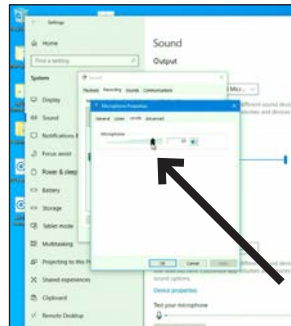 Settings
Home
Find a setting
System
Display
Sound
Focus assist
Power & sleep
Battery
Storage
Tablet mode
Multitasking
Projecting to this
Shared experiences
Clipboard
Remote Desktop
Sound
Output
Sound
Playback
Recording
Sounds
Communications
Microphone Properties
General
Listen
Levels
Advanced
Microphone
OK
Cancel
Apply
Device properties
Test your microphone